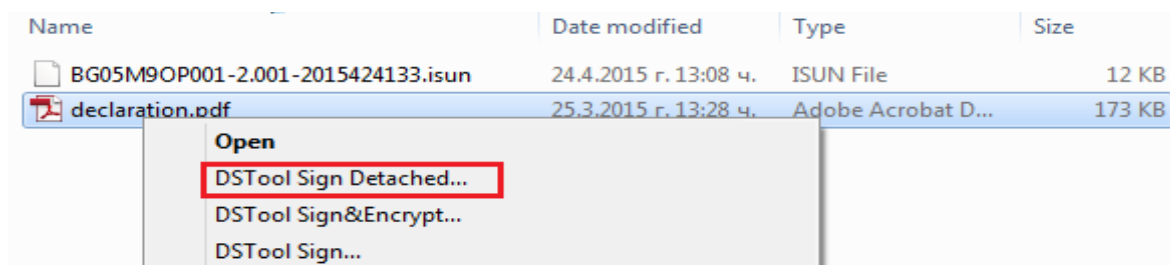 Name Date modified Type Size
BG05M9OP001-2.001-2015424133.isun 24.4.2015 г. 13:08 ч. ISUN File 12 KB
declaration.pdf 25.3.2015 г. 13:28 ч. Adobe Acrobat D... 173 KB
Open
DSTool Sign Detached...
DSTool Sign&Encrypt...
DSTool Sign...